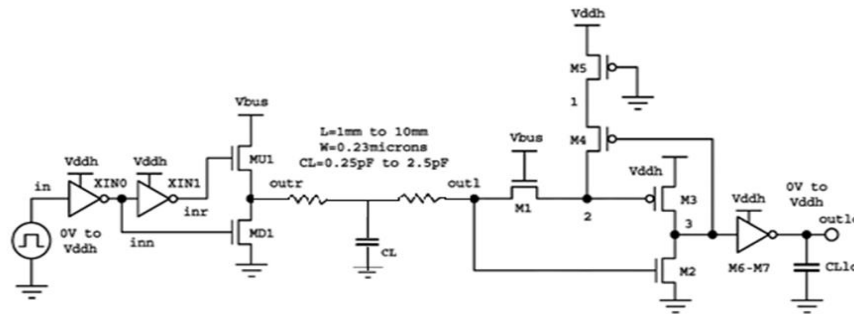 Vddh
M5
1
Vbus
L=1mm to 10mm
W=0.23microns
CL=0.25pF to 2.5pF
Vbus
M4
Vddh
Vddh
XIN0
XIN1
MU1
Vddh
M3
Vddh
0V to
Vddh
in
inr
outr
outl
M1
2
3
outlc
0V to
Vddh
inn
MD1
CL
M2
M6-M7